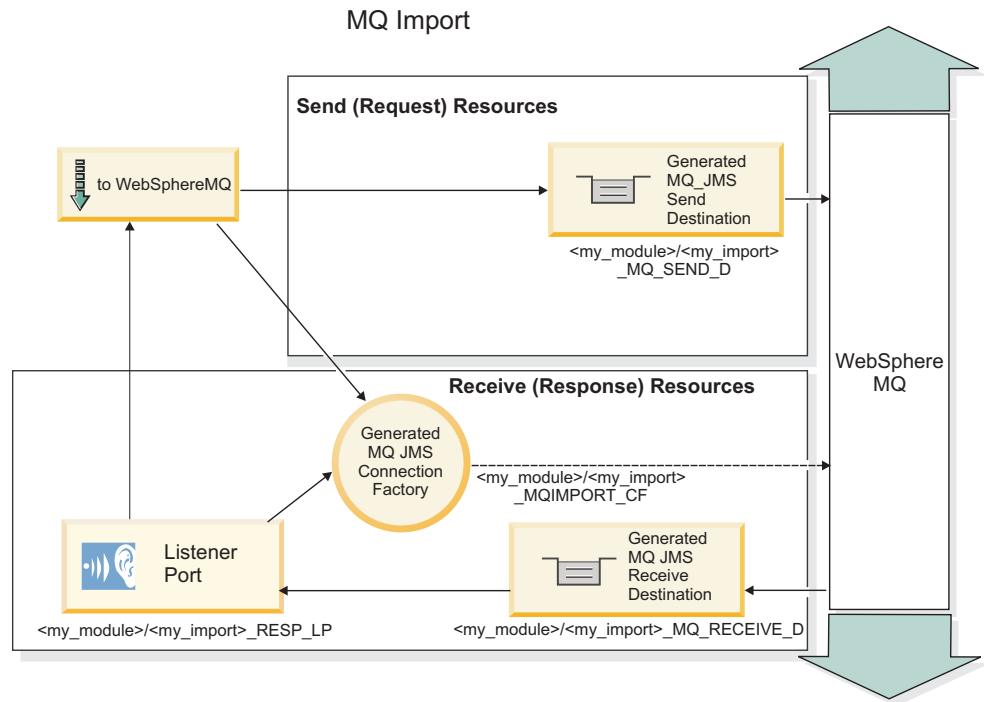 MQ Import
Send (Request) Resources
to WebSphereMQ
Generated
MQ_JMS
Send
Destination
<my_module>/<my_import>
_MQ_SEND_D
WebSphere
MQ
Receive (Response) Resources
Generated
MQ JMS
Connection
Factory
<my_module>/<my_import>
_MQIMPORT_CF
Listener
Port
<my_module>/<my_import>_RESP_LP
Generated
MQ JMS
Receive
Destination
<my_module>/<my_import>_MQ_RECEIVE_D